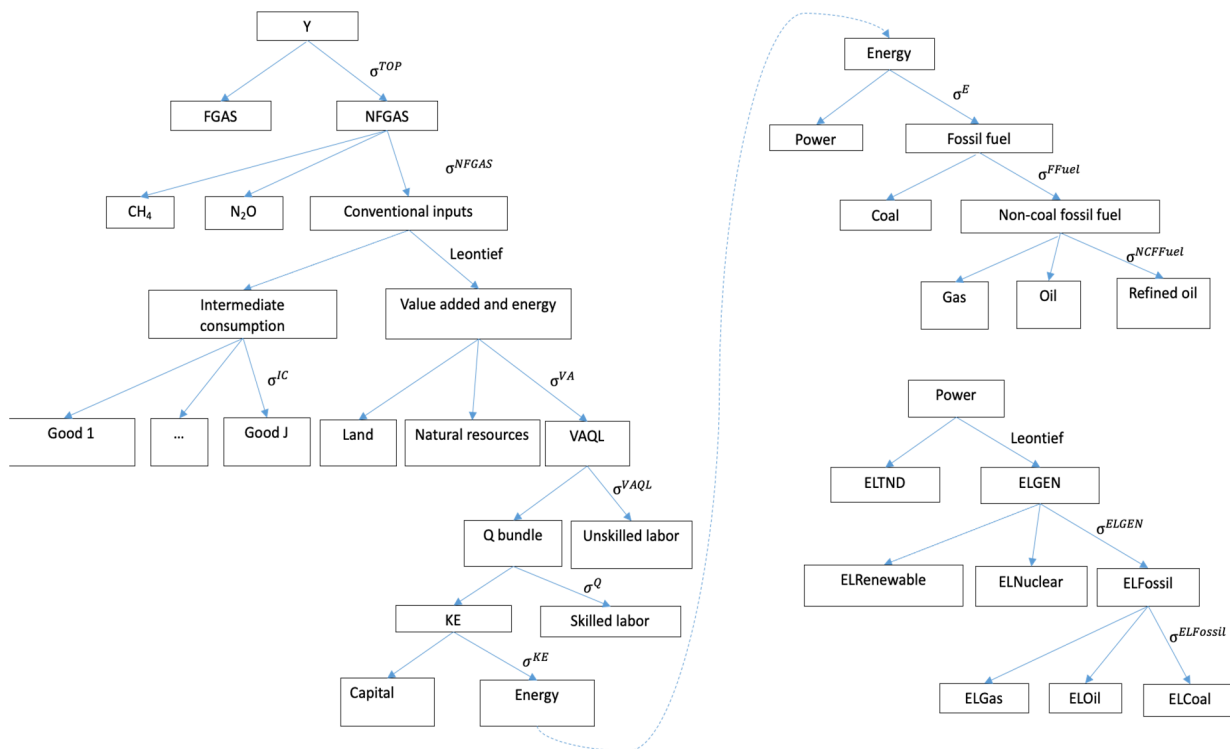 Y
σ^TOP
FGAS
NFGAS
σ^NFGAS
CH₄
N₂O
Conventional inputs
Leontief
Intermediate
consumption
Value added and energy
σ^IC
σ^VA
Good 1
...
Good J
Land
Natural resources
VAQL
σ^VAQL
Q bundle
Unskilled labor
σ^Q
KE
Skilled labor
σ^KE
Capital
Energy
Energy
σ^E
Power
Fossil fuel
σ^FFuel
Coal
Non-coal fossil fuel
σ^NCFFuel
Gas
Oil
Refined oil
Power
Leontief
ELTND
ELGEN
σ^ELGEN
ELRenewable
ELNuclear
ELFossil
σ^ELFossil
ELGas
ELOil
ELCoal